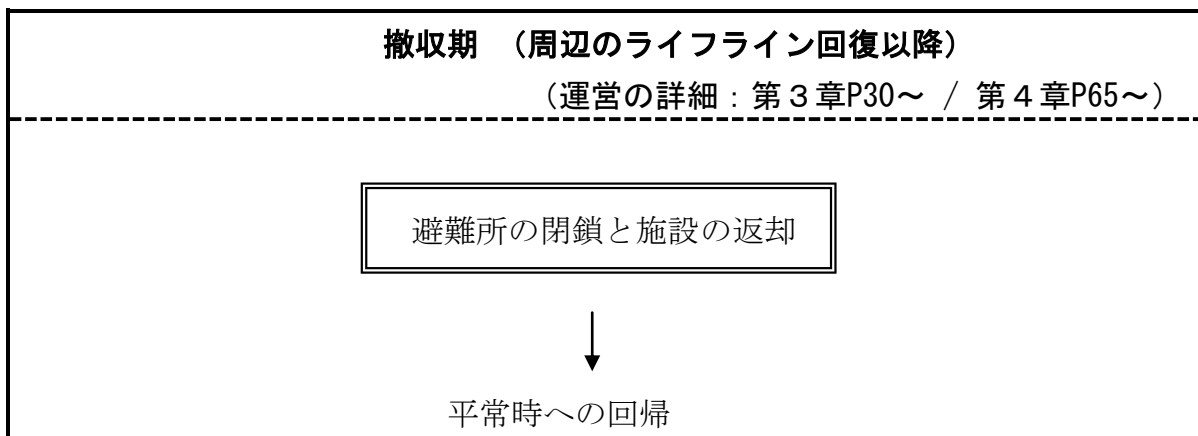 撤収期　（周辺のライフライン回復以降）
（運営の詳細：第３章P30～ / 第４章P65～）
避難所の閉鎖と施設の返却
平常時への回帰